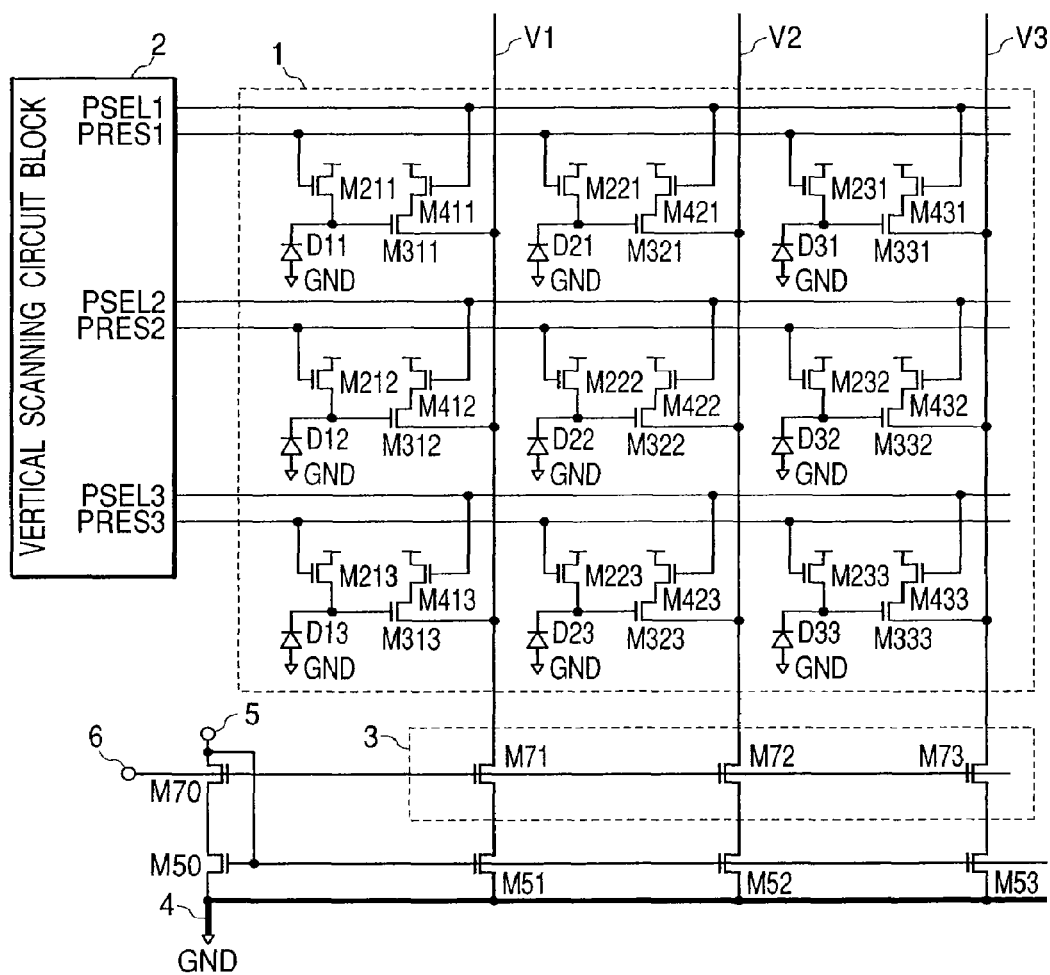 V1 V2 V3
2 1
VERTICAL SCANNING CIRCUIT BLOCK
PSEL1
PRES1
M211 M221 M231
M411 M421 M431
D11 M311 D21 M321 D31 M331
GND GND GND
PSEL2
PRES2
M212 M222 M232
M412 M422 M432
D12 M312 D22 M322 D32 M332
GND GND GND
PSEL3
PRES3
M213 M223 M233
M413 M423 M433
D13 M313 D23 M323 D33 M333
GND GND GND
5
6 3
M71 M72 M73
M70
M50
M51 M52 M53
4
GND